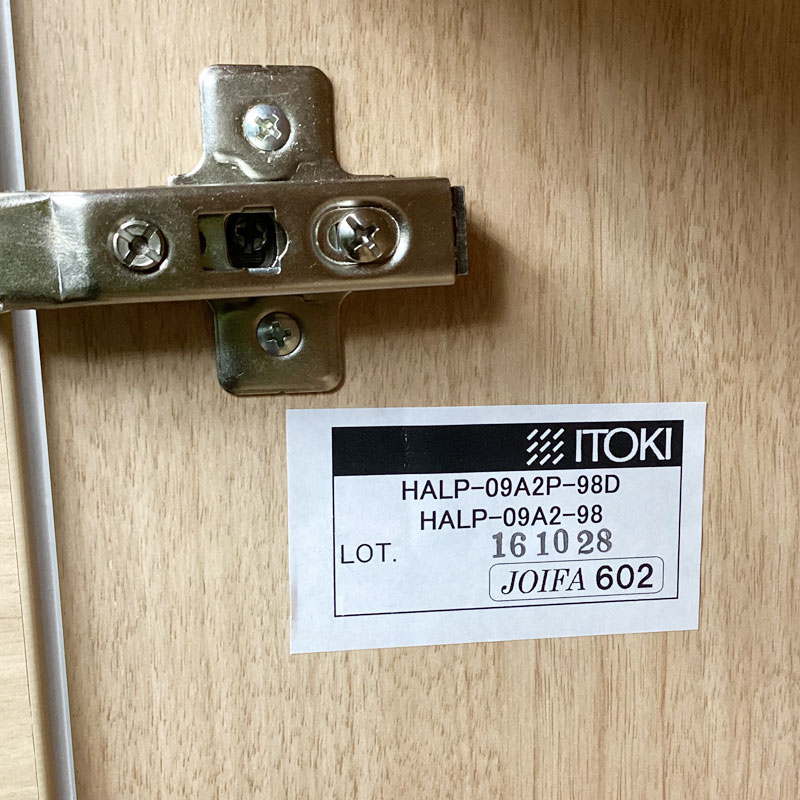 ITOKI
HALP-09A2P-98D
HALP-09A2-98
LOT. 16 10 28
JOIFA 602